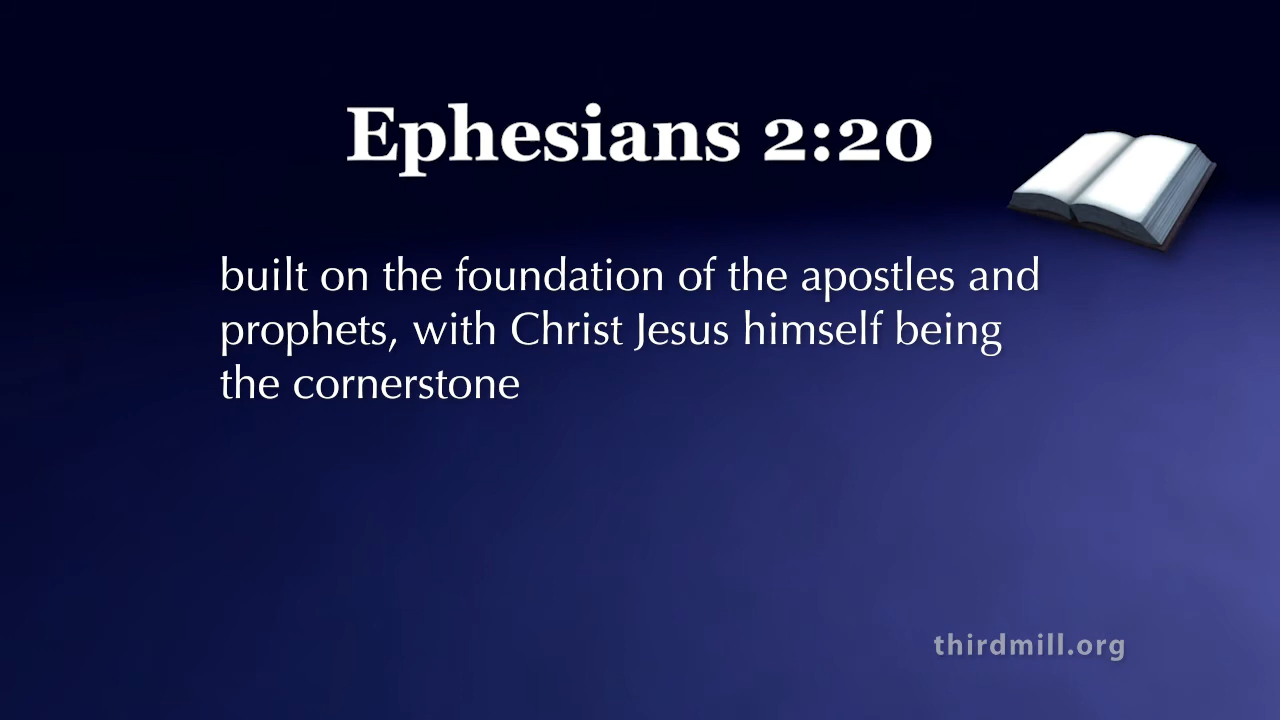 Ephesians 2:20
built on the foundation of the apostles and
prophets, with Christ Jesus himself being
the cornerstone
thirdmill.org